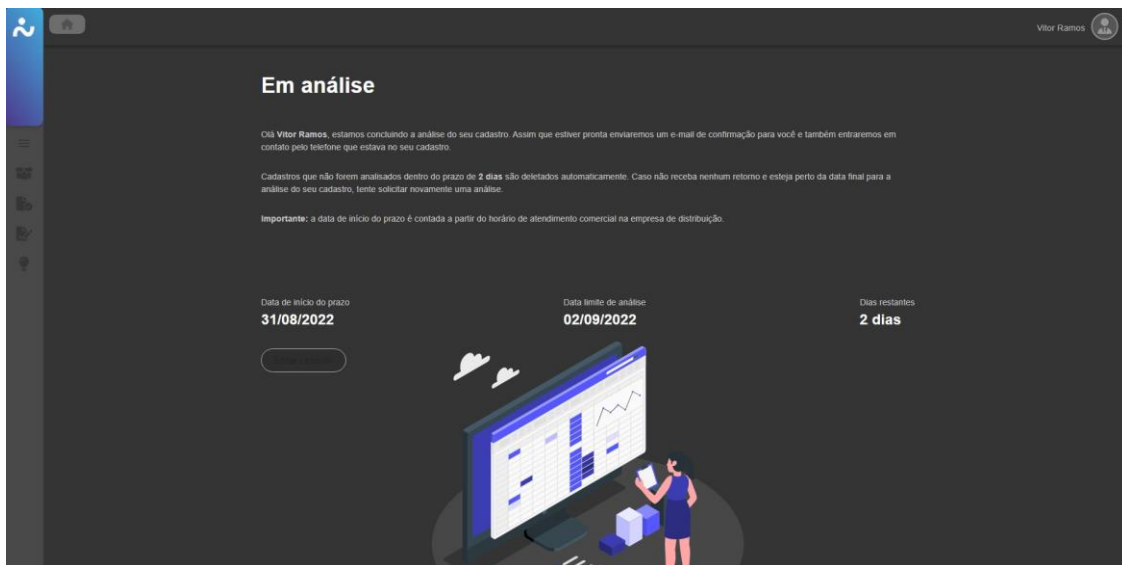 Vitor Ramos
Em análise
Olá Vitor Ramos, estamos concluindo a análise do seu cadastro. Assim que estiver pronta enviaremos um e-mail de confirmação para você e também entraremos em
contato pelo telefone que estava no seu cadastro.
Cadastros que não forem analisados dentro do prazo de 2 dias são deletados automaticamente. Caso não receba nenhum retorno e esteja perto da data final para a
análise do seu cadastro, tente solicitar novamente uma análise.
Importante: a data de início do prazo é contada a partir do horário de atendimento comercial na empresa de distribuição.
Data de início do prazo
Data limite de análise
Dias restantes
31/08/2022
02/09/2022
2 dias